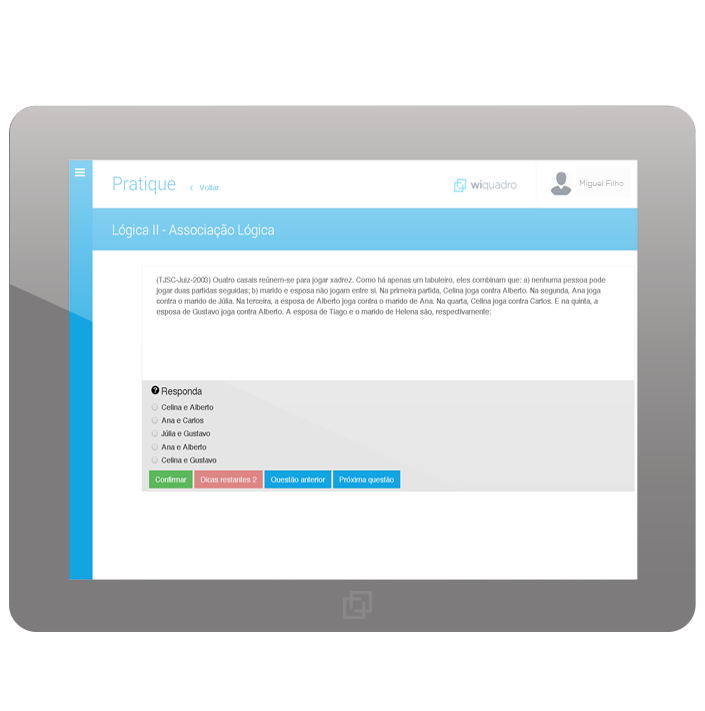 Pratique
‹ Voltar
wiquadro
Miguel Filho
Lógica II - Associação Lógica
(TJSC-Juiz-2003) Quatro casais reúnem-se para jogar xadrez. Como há apenas um tabuleiro, eles combinam que: a) nenhuma pessoa pode
jogar duas partidas seguidas; b) marido e esposa não jogam entre si. Na primeira partida, Celina joga contra Alberto. Na segunda, Ana joga
contra o marido de Júlia. Na terceira, a esposa de Alberto joga contra o marido de Ana. Na quarta, Celina joga contra Carlos. E na quinta, a
esposa de Gustavo joga contra Alberto. A esposa de Tiago e o marido de Helena são, respectivamente:
? Responda
Celina e Alberto
Ana e Carlos
Júlia e Gustavo
Ana e Alberto
Celina e Gustavo
Confirmar
Dicas restantes 2
Questão anterior
Próxima questão